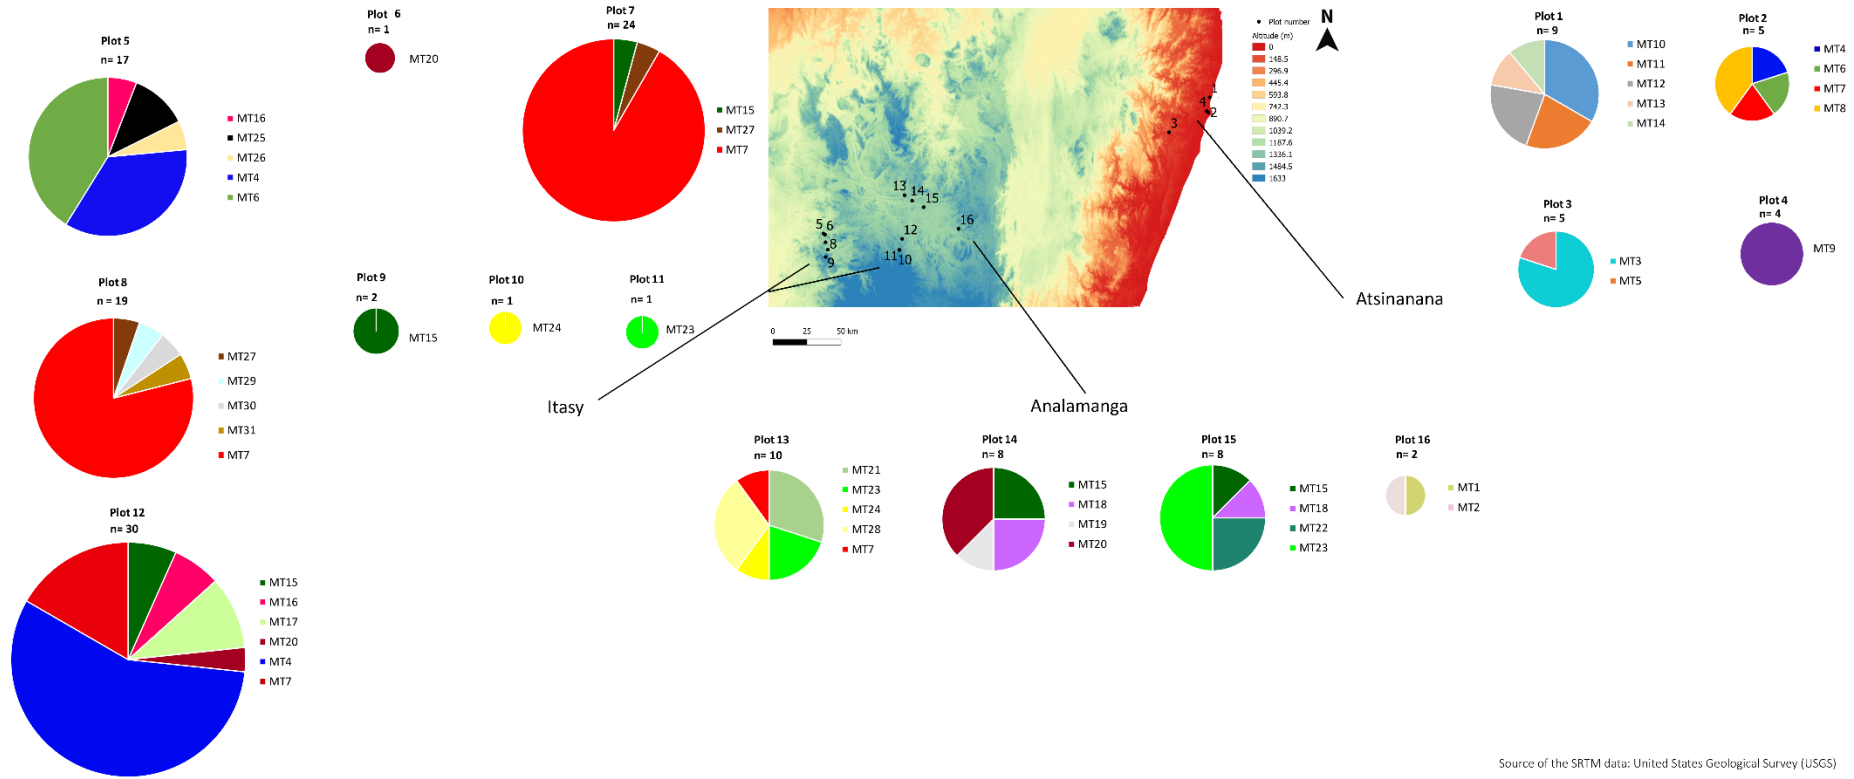 Plot 5
n= 17
MT16
MT25
MT26
MT4
MT6
Plot 6
n= 1
MT20
Plot 7
n= 24
MT15
MT27
MT7
Plot 8
n = 19
MT27
MT29
MT30
MT31
MT7
Plot 9
n= 2
MT15
Plot 10
n= 1
MT24
Plot 11
n= 1
MT23
Plot 12
n= 30
MT15
MT16
MT17
MT20
MT4
MT7
1
4
2
3
13
14
15
16
5 6
8
9
12
11
10
Plot number
Altitude (m)
0
148.5
296.9
445.4
593.8
742.3
890.7
1039.2
1187.6
1336.1
1484.5
1633
N
0 25 50 km
Itasy
Analamanga
Atsinanana
Plot 1
n= 9
MT10
MT11
MT12
MT13
MT14
Plot 2
n= 5
MT4
MT6
MT7
MT8
Plot 3
n= 5
MT3
MT5
Plot 4
n= 4
MT9
Plot 13
n= 10
MT21
MT23
MT24
MT28
MT7
Plot 14
n= 8
MT15
MT18
MT19
MT20
Plot 15
n= 8
MT15
MT18
MT22
MT23
Plot 16
n= 2
MT1
MT2
Source of the SRTM data: United States Geological Survey (USGS)